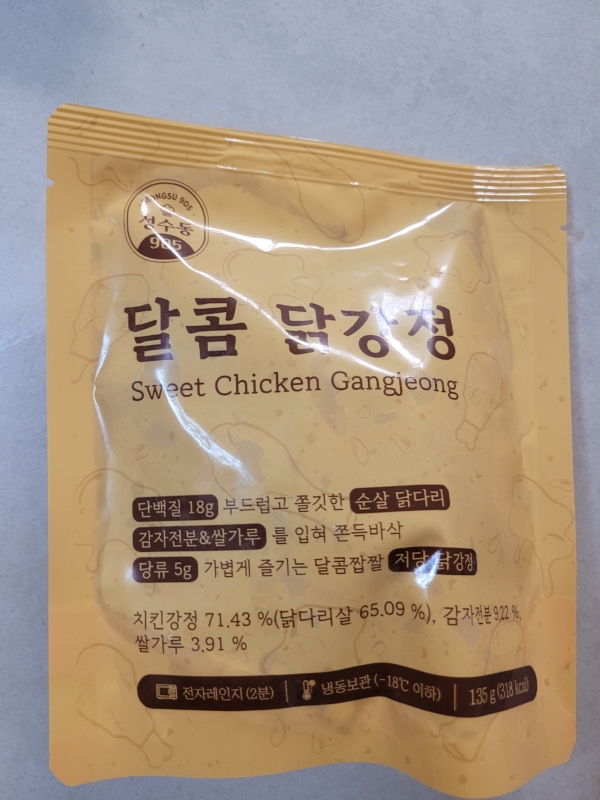 SEONGSU 905
성수동
905
달콤 닭강정
Sweet Chicken Gangjeong
단백질 18g 부드럽고 쫄깃한 순살 닭다리
감자전분&쌀가루 를 입혀 쫀득바삭
당류 5g 가볍게 즐기는 달콤짭짤 저당 닭강정
치킨강정 71.43 %(닭다리살 65.09 %), 감자전분 9.22 %,
쌀가루 3.91 %
전자레인지 (2분) | 냉동보관 (-18℃ 이하) | 135 g (318 kcal)